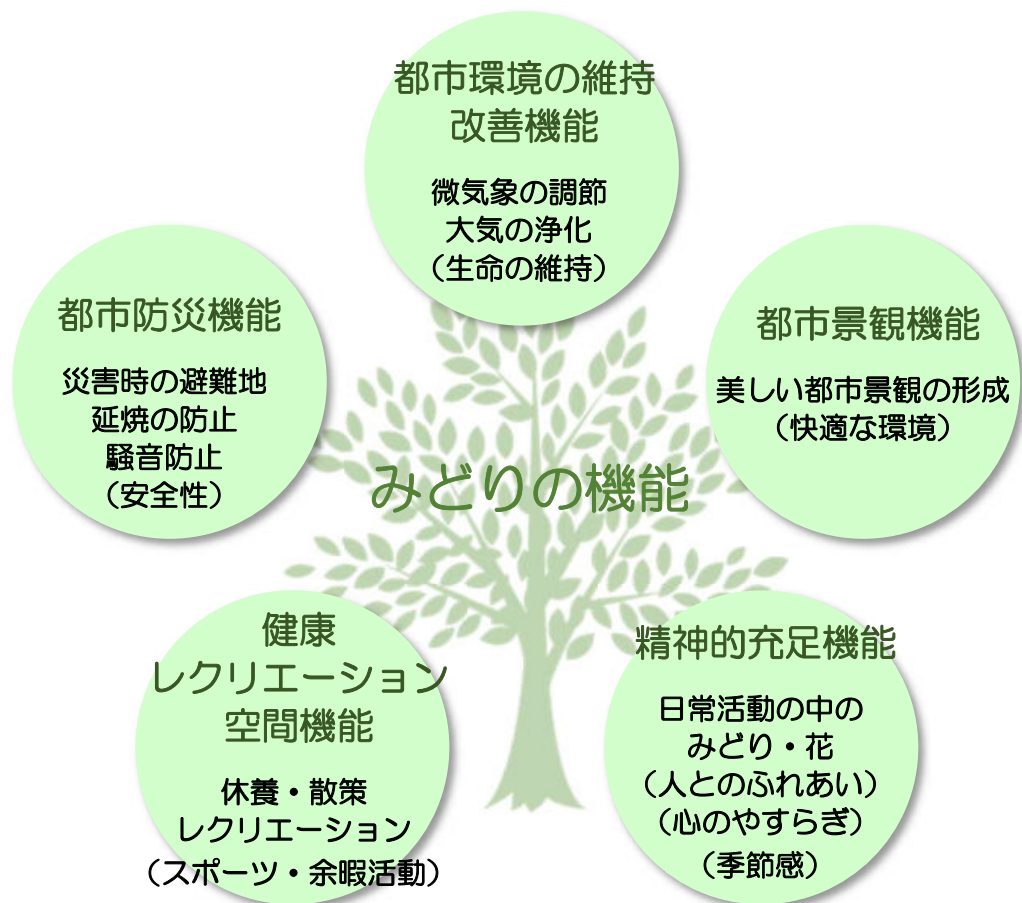 都市環境の維持
改善機能
微気象の調節
大気の浄化
（生命の維持）
都市防災機能
災害時の避難地
延焼の防止
騒音防止
（安全性）
都市景観機能
美しい都市景観の形成
（快適な環境）
みどりの機能
健康
レクリエーション
空間機能
休養・散策
レクリエーション
（スポーツ・余暇活動）
精神的充足機能
日常活動の中の
みどり・花
（人とのふれあい）
（心のやすらぎ）
（季節感）